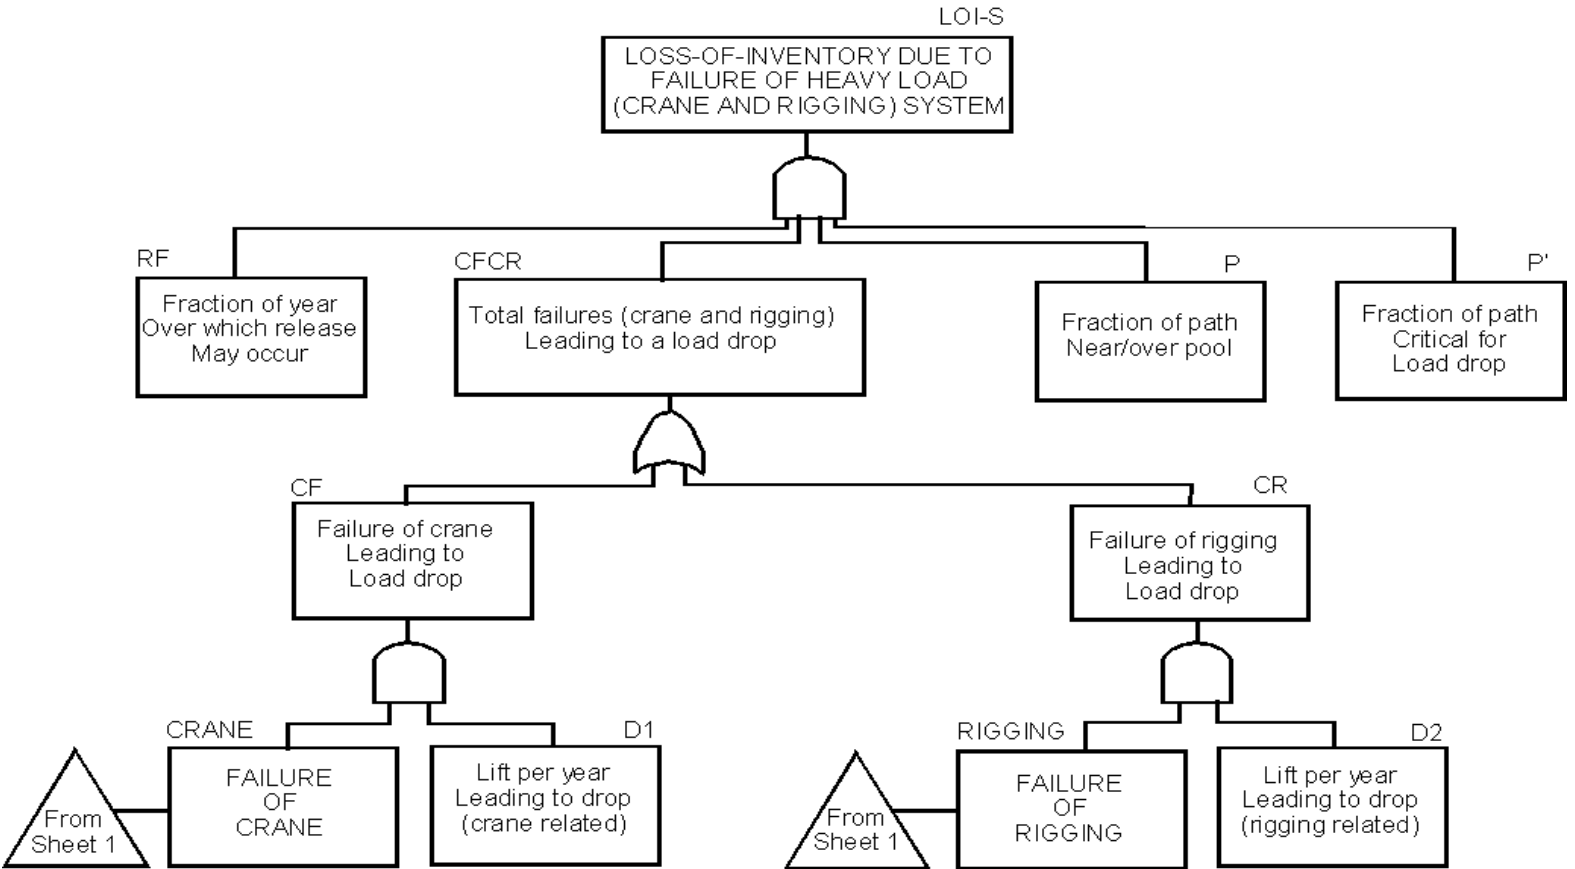 LOI-S
LOSS-OF-INVENTORY DUE TO
FAILURE OF HEAVY LOAD
(CRANE AND RIGGING) SYSTEM
RF
Fraction of year
Over which release
May occur
CFCR
Total failures (crane and rigging)
Leading to a load drop
P
Fraction of path
Near/over pool
P'
Fraction of path
Critical for
Load drop
CF
Failure of crane
Leading to
Load drop
CR
Failure of rigging
Leading to
Load drop
From
Sheet 1
CRANE
FAILURE
OF
CRANE
D1
Lift per year
Leading to drop
(crane related)
From
Sheet 1
RIGGING
FAILURE
OF
RIGGING
D2
Lift per year
Leading to drop
(rigging related)